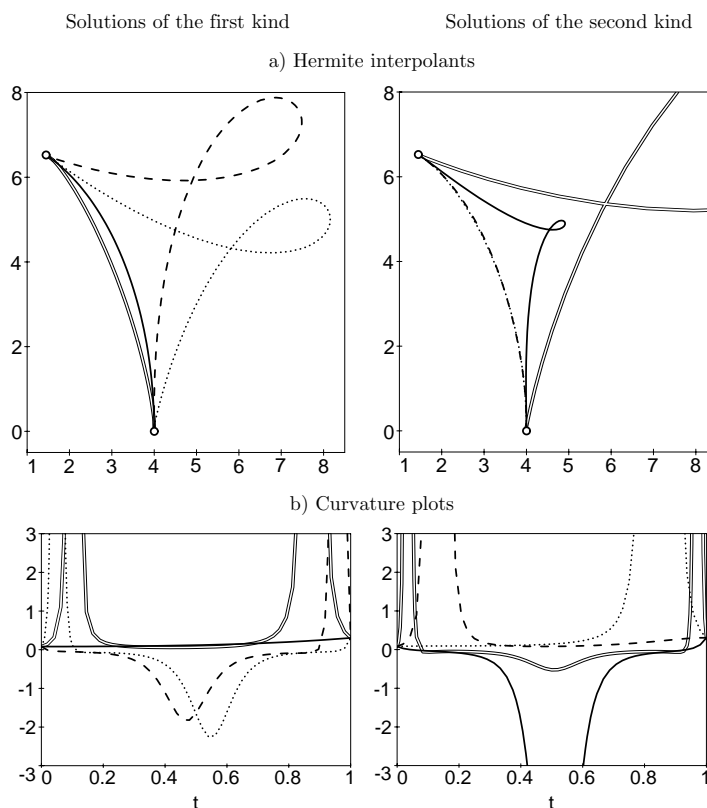 Solutions of the first kind Solutions of the second kind
a) Hermite interpolants
8 8
6 6
4 4
2 2
0 0
1 2 3 4 5 6 7 8 1 2 3 4 5 6 7 8
b) Curvature plots
3 3
2 2
1 1
0 0
-1 -1
-2 -2
-3 -3
0 0.2 0.4 0.6 0.8 1 0 0.2 0.4 0.6 0.8 1
t t